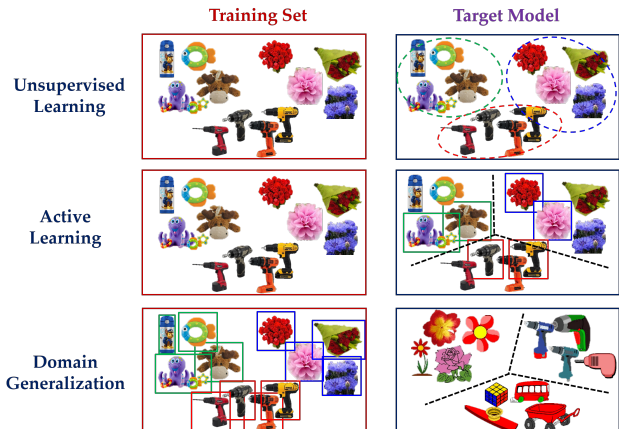 Training Set
Target Model
Unsupervised
Learning
Active
Learning
Domain
Generalization